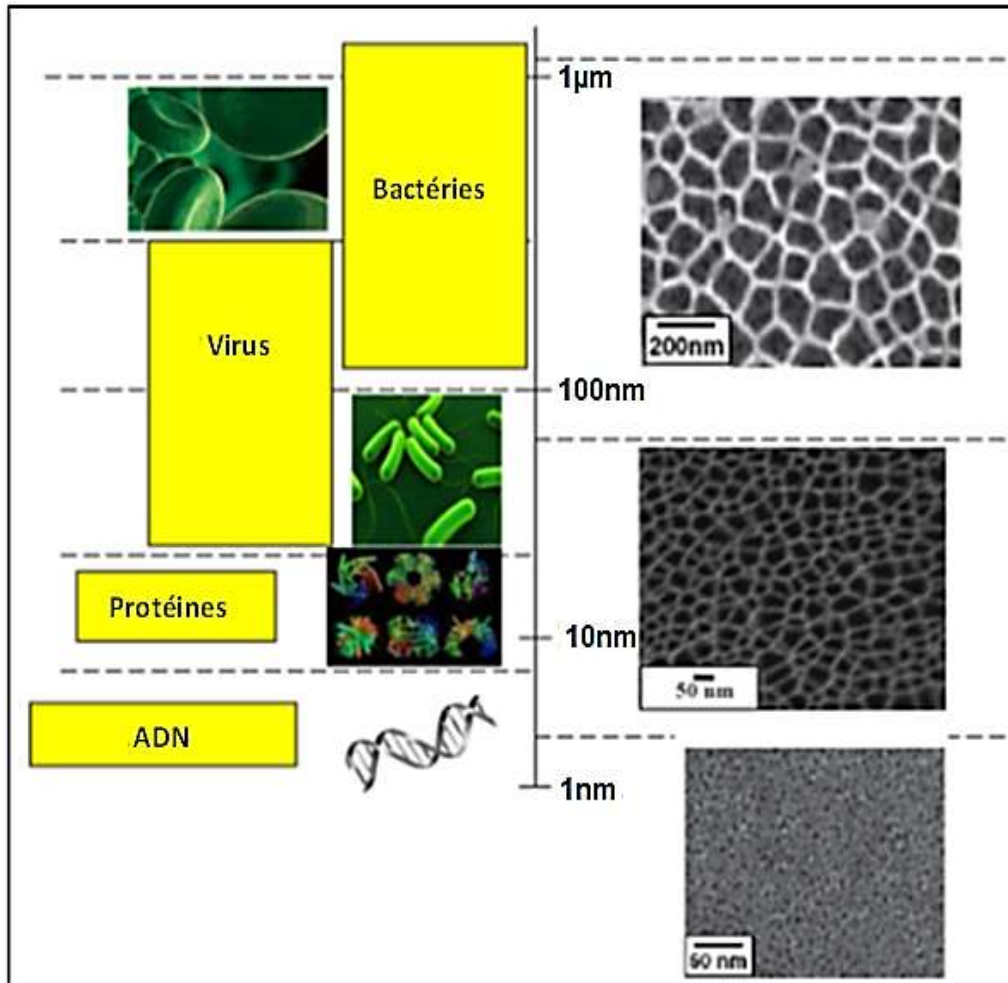 1µm
Bactéries
200nm
Virus
100nm
Protéines
10nm
50 nm
ADN
1nm
60 nm